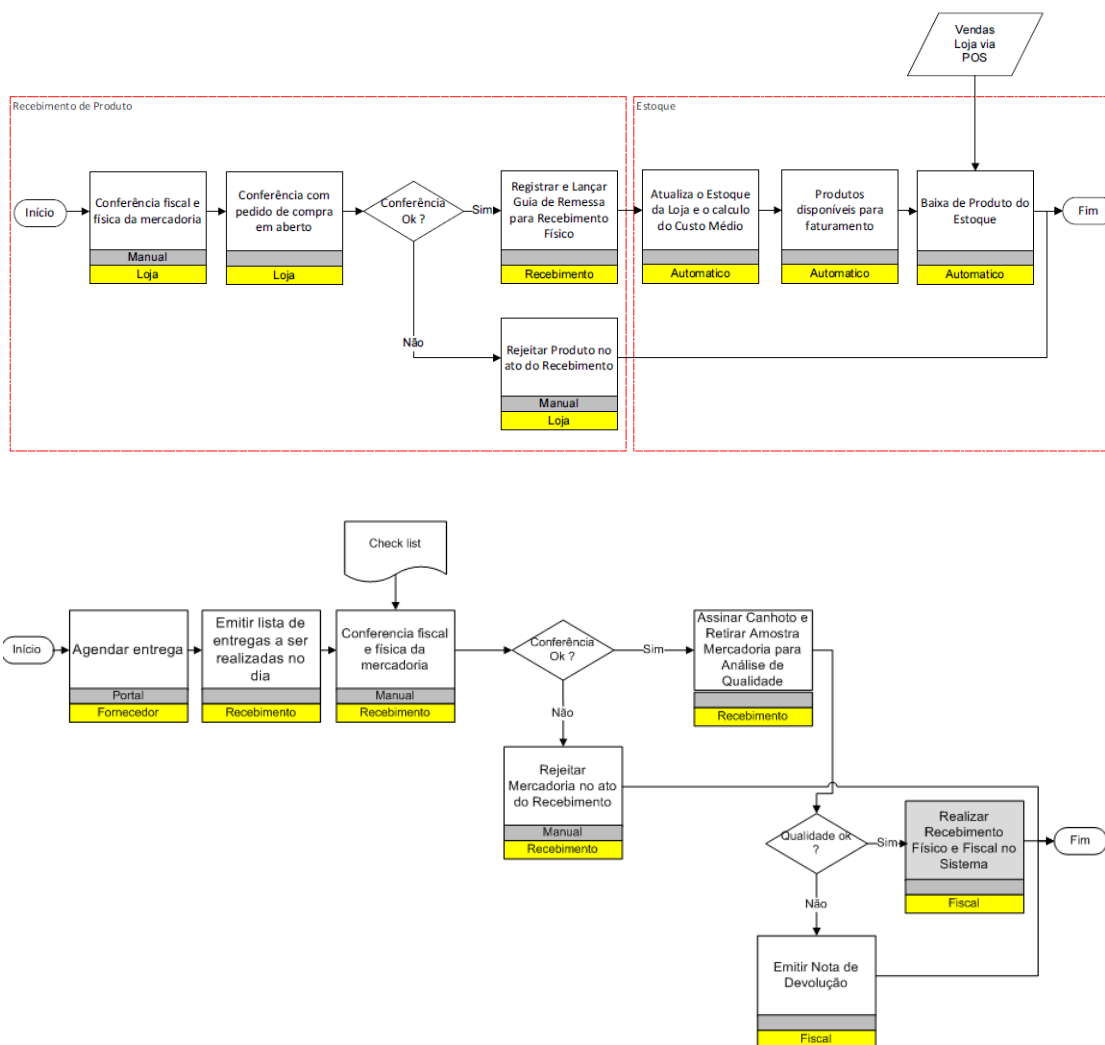 Vendas
Loja via
POS
Recebimento de Produto
Estoque
Início
Conferência fiscal e
física da mercadoria
Manual
Loja
Conferência com
pedido de compra
em aberto
Loja
Conferência
Ok ?
Sim
Registrar e Lançar
Guia de Remessa
para Recebimento
Físico
Recebimento
Atualiza o Estoque
da Loja e o calculo
do Custo Médio
Automatico
Produtos
disponíveis para
faturamento
Automatico
Baixa de Produto do
Estoque
Automatico
Fim
Não
Rejeitar Produto no
ato do Recebimento
Manual
Loja
Check list
Início
Agendar entrega
Portal
Fornecedor
Emitir lista de
entregas a ser
realizadas no
dia
Recebimento
Conferencia fiscal
e física da
mercadoria
Manual
Recebimento
Conferência
Ok ?
Sim
Assinar Canhoto e
Retirar Amostra
Mercadoria para
Análise de
Qualidade
Recebimento
Não
Rejeitar
Mercadoria no ato
do Recebimento
Manual
Recebimento
Qualidade ok
?
Sim
Realizar
Recebimento
Físico e Fiscal no
Sistema
Fiscal
Fim
Não
Emitir Nota de
Devolução
Fiscal